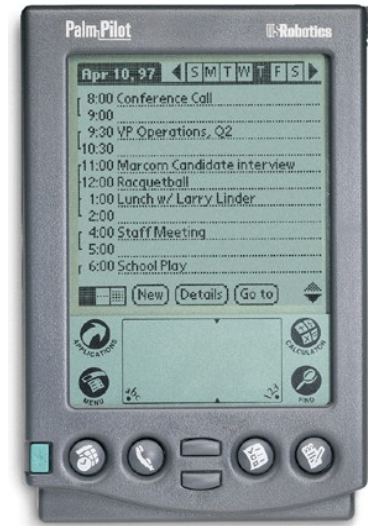 Palm Pilot
U.S. Robotics
Apr 10, 97 S M T W T F S
8:00 Conference Call
9:00
9:30 VP Operations, Q2
10:30
11:00 Marcom Candidate interview
12:00 Racquetball
1:00 Lunch w/ Larry Linder
2:00
4:00 Staff Meeting
5:00
6:00 School Play
New Details Go to
APPLICATIONS
CALCULATOR
MENU
abc
123
FIND